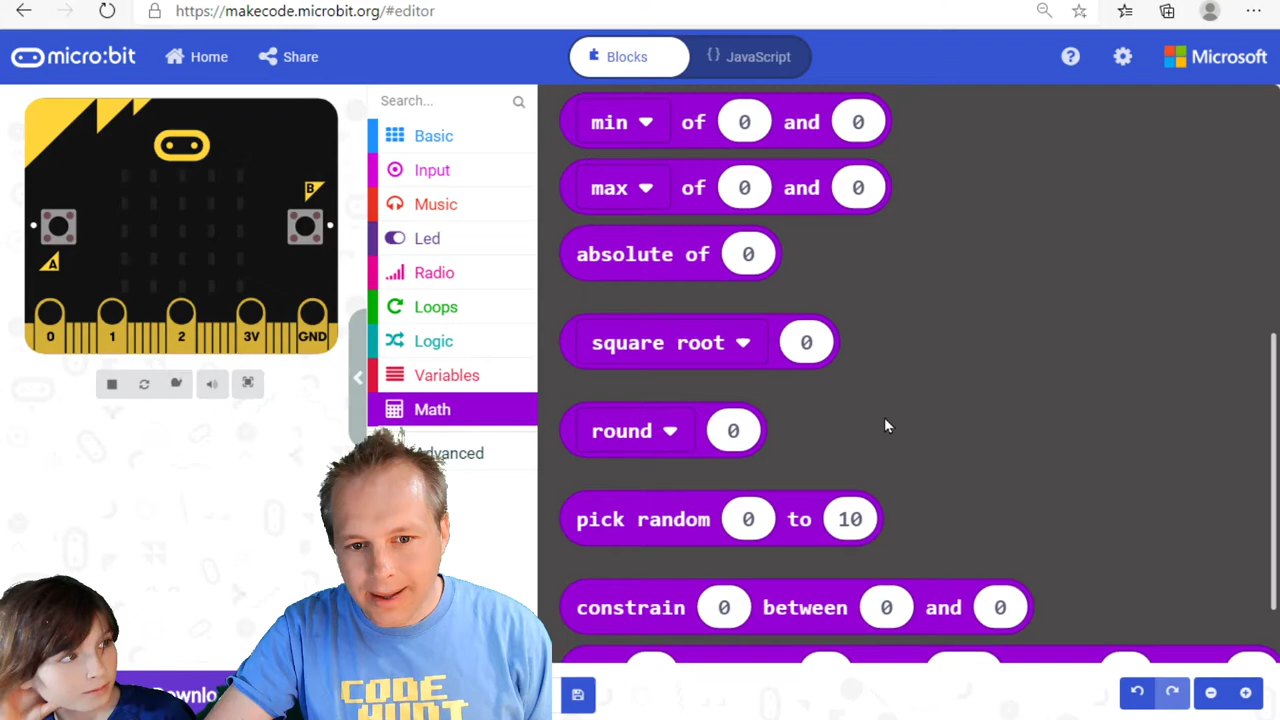 https://makecode.microbit.org/#editor
micro:bit
Home
Share
Blocks
{} JavaScript
Microsoft
Search...
Basic
Input
Music
Led
Radio
Loops
Logic
Variables
Math
Advanced
A
B
0 1 2 3V GND
min of 0 and 0
max of 0 and 0
absolute of 0
square root 0
round 0
pick random 0 to 10
constrain 0 between 0 and 0
CODE
HUNT